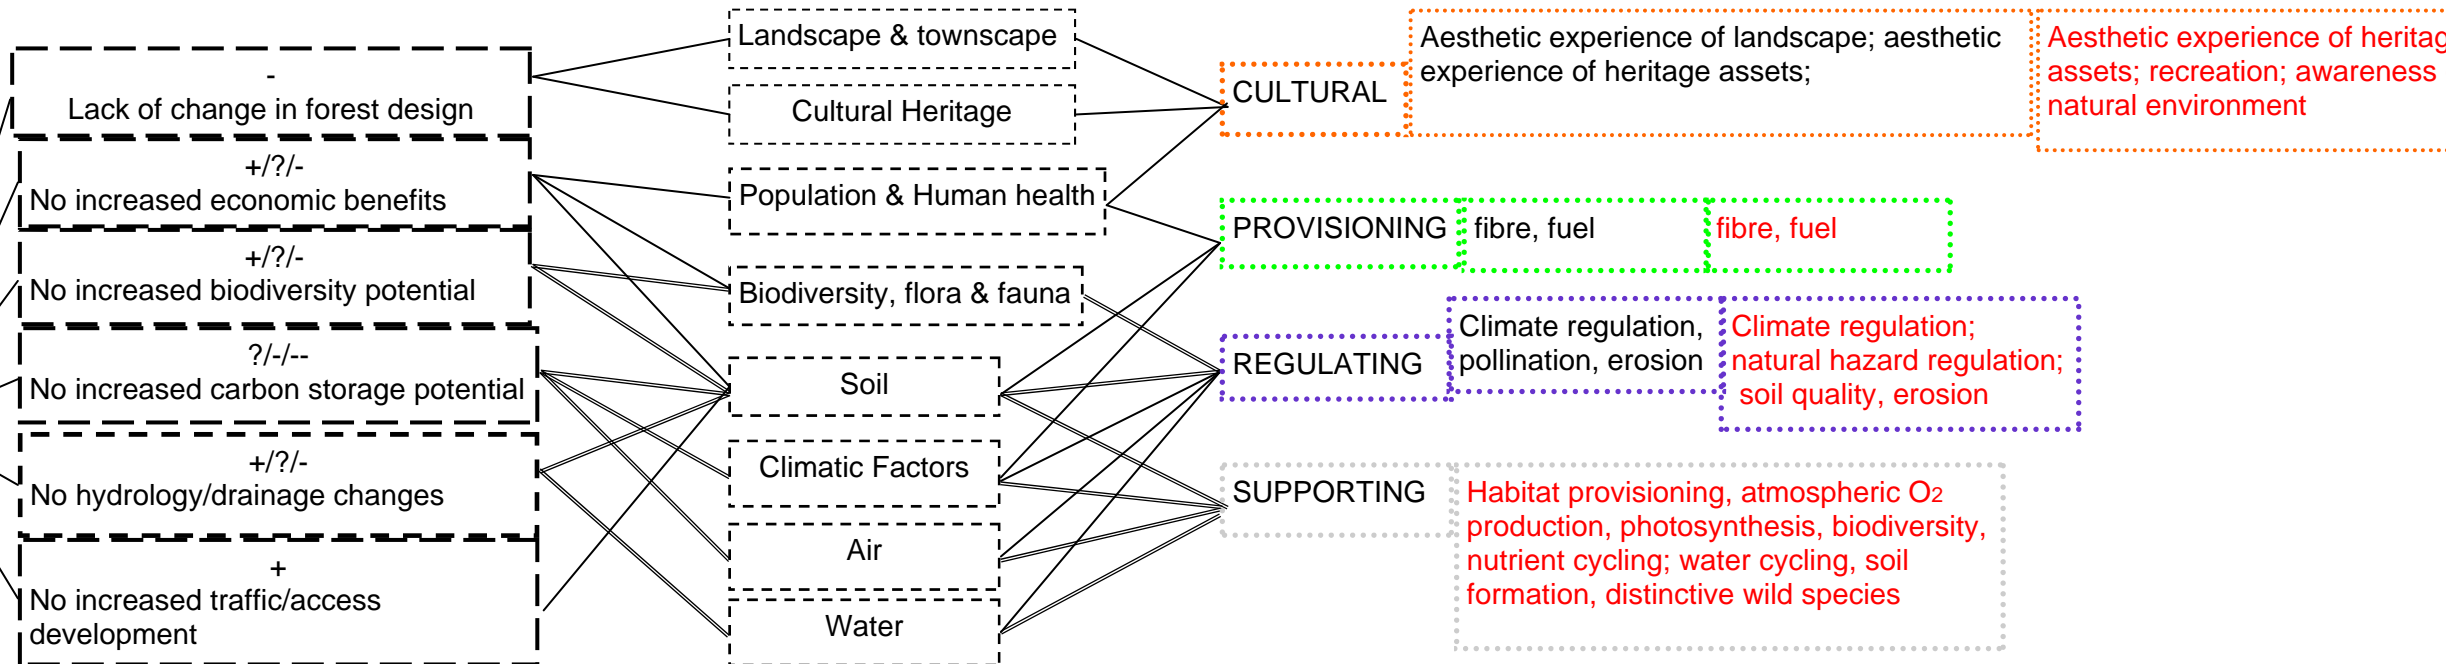 -
Lack of change in forest design
+/?/-
No increased economic benefits
+/?/-
No increased biodiversity potential
?/-/--
No increased carbon storage potential
+/?/-
No hydrology/drainage changes
+
No increased traffic/access
development
Landscape & townscape
Cultural Heritage
Population & Human health
Biodiversity, flora & fauna
Soil
Climatic Factors
Air
Water
CULTURAL
Aesthetic experience of landscape; aesthetic
experience of heritage assets;
Aesthetic experience of heritag
assets; recreation; awareness
natural environment
PROVISIONING
fibre, fuel
fibre, fuel
REGULATING
Climate regulation,
pollination, erosion
Climate regulation;
natural hazard regulation;
soil quality, erosion
SUPPORTING
Habitat provisioning, atmospheric O2
production, photosynthesis, biodiversity,
nutrient cycling; water cycling, soil
formation, distinctive wild species